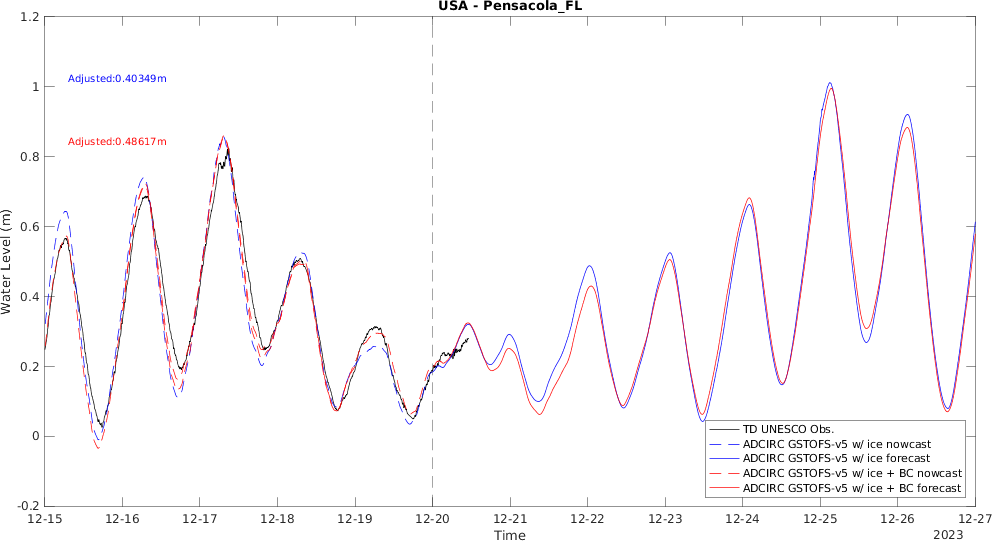 USA - Pensacola_FL
1.2
1
0.8
0.6
0.4
0.2
0
-0.2
Water Level (m)
Adjusted:0.40349m
Adjusted:0.48617m
TD UNESCO Obs.
ADCIRC GSTOFS-v5 w/ ice nowcast
ADCIRC GSTOFS-v5 w/ ice forecast
ADCIRC GSTOFS-v5 w/ ice + BC nowcast
ADCIRC GSTOFS-v5 w/ ice + BC forecast
12-15 12-16 12-17 12-18 12-19 12-20 12-21 12-22 12-23 12-24 12-25 12-26 12-27
Time
2023